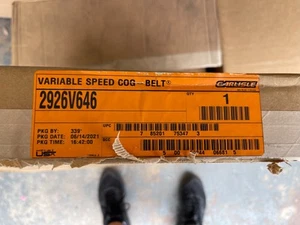 VARIABLE SPEED COG-BELT® CARLISLE
2926V646 QTY 1
UPC
PKG BY: 339
PKG DATE: 06/14/2021
PKG TIME: 16:42:00